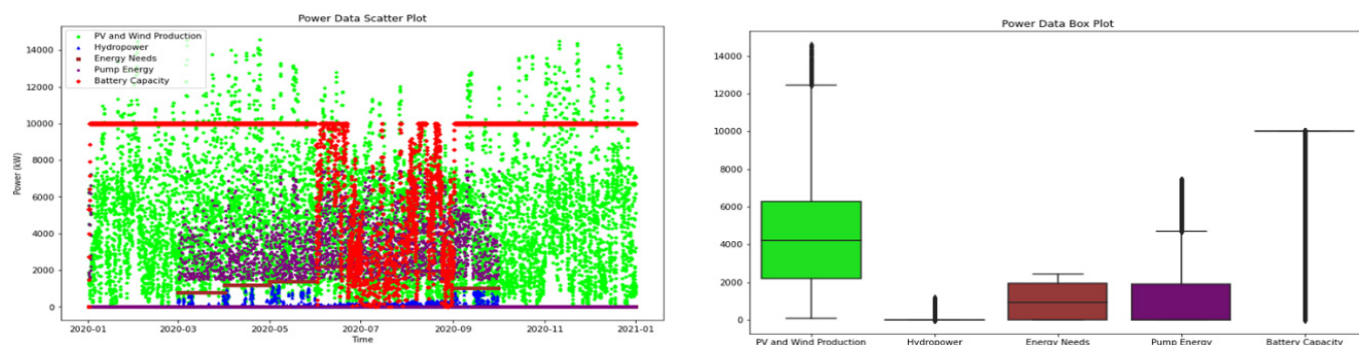 Power Data Scatter Plot
PV and Wind Production
Hydropower
Energy Needs
Pump Energy
Battery Capacity
14000
12000
10000
8000
6000
4000
2000
0
Power (kW)
2020-01 2020-03 2020-05 2020-07 2020-09 2020-11 2021-01
Time
Power Data Box Plot
14000
12000
10000
8000
6000
4000
2000
0
PV and Wind Production Hydropower Energy Needs Pump Energy Battery Capacity